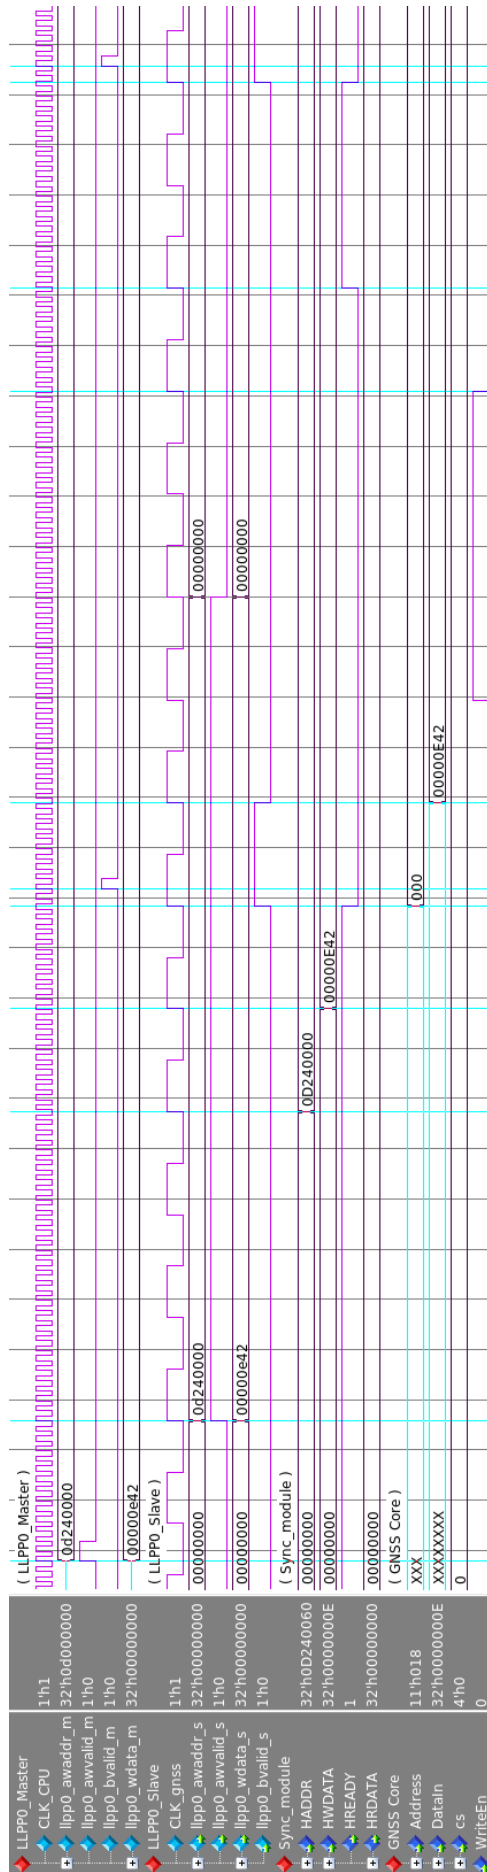 LLPP0_Master
( LLPP0_Master )
CLK_CPU 1'h1
llpp0_awaddr_m 32'h0d000000 0d240000
llpp0_awvalid_m 1'h0
llpp0_bvalid_m 1'h0
llpp0_wdata_m 32'h00000000 00000e42
LLPP0_Slave
( LLPP0_Slave )
CLK_gnss 1'h1
llpp0_awaddr_s 32'h00000000 00000000 0d240000 00000000
llpp0_awvalid_s 1'h0
llpp0_wdata_s 32'h00000000 00000000 00000e42 00000000
llpp0_bvalid_s 1'h0
Sync_module
( Sync_module )
HADDR 32'h0D240060 00000000 0D240000
HWDATA 32'h0000000E 00000000 00000E42
HREADY 1
HRDATA 32'h00000000 00000000
GNSS Core
( GNSS Core )
Address 11'h018 XXX 000
DataIn 32'h0000000E XXXXXXXX 00000E42
cs 4'h0 0
WriteEn 0